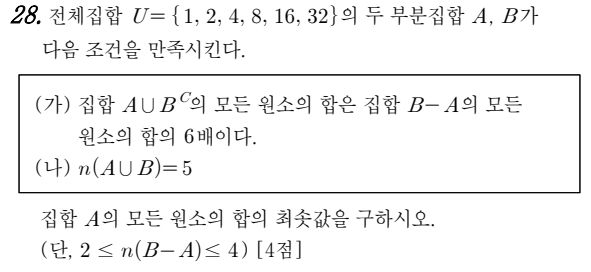 28. 전체집합 U={1, 2, 4, 8, 16, 32}의 두 부분집합 A, B가
다음 조건을 만족시킨다.
(가) 집합 A∪B^C의 모든 원소의 합은 집합 B−A의 모든
원소의 합의 6배이다.
(나) n(A∪B)=5
집합 A의 모든 원소의 합의 최솟값을 구하시오.
(단, 2 ≤ n(B−A) ≤ 4) [4점]